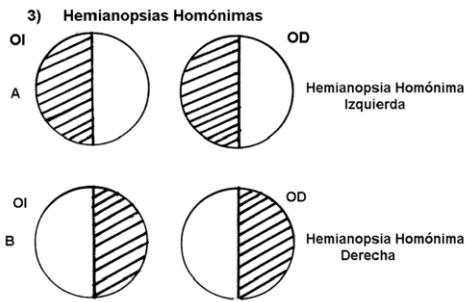 3) Hemianopsias Homónimas
OI
OD
A
Hemianopsia Homónima
Izquierda
OI
OD
B
Hemianopsia Homónima
Derecha